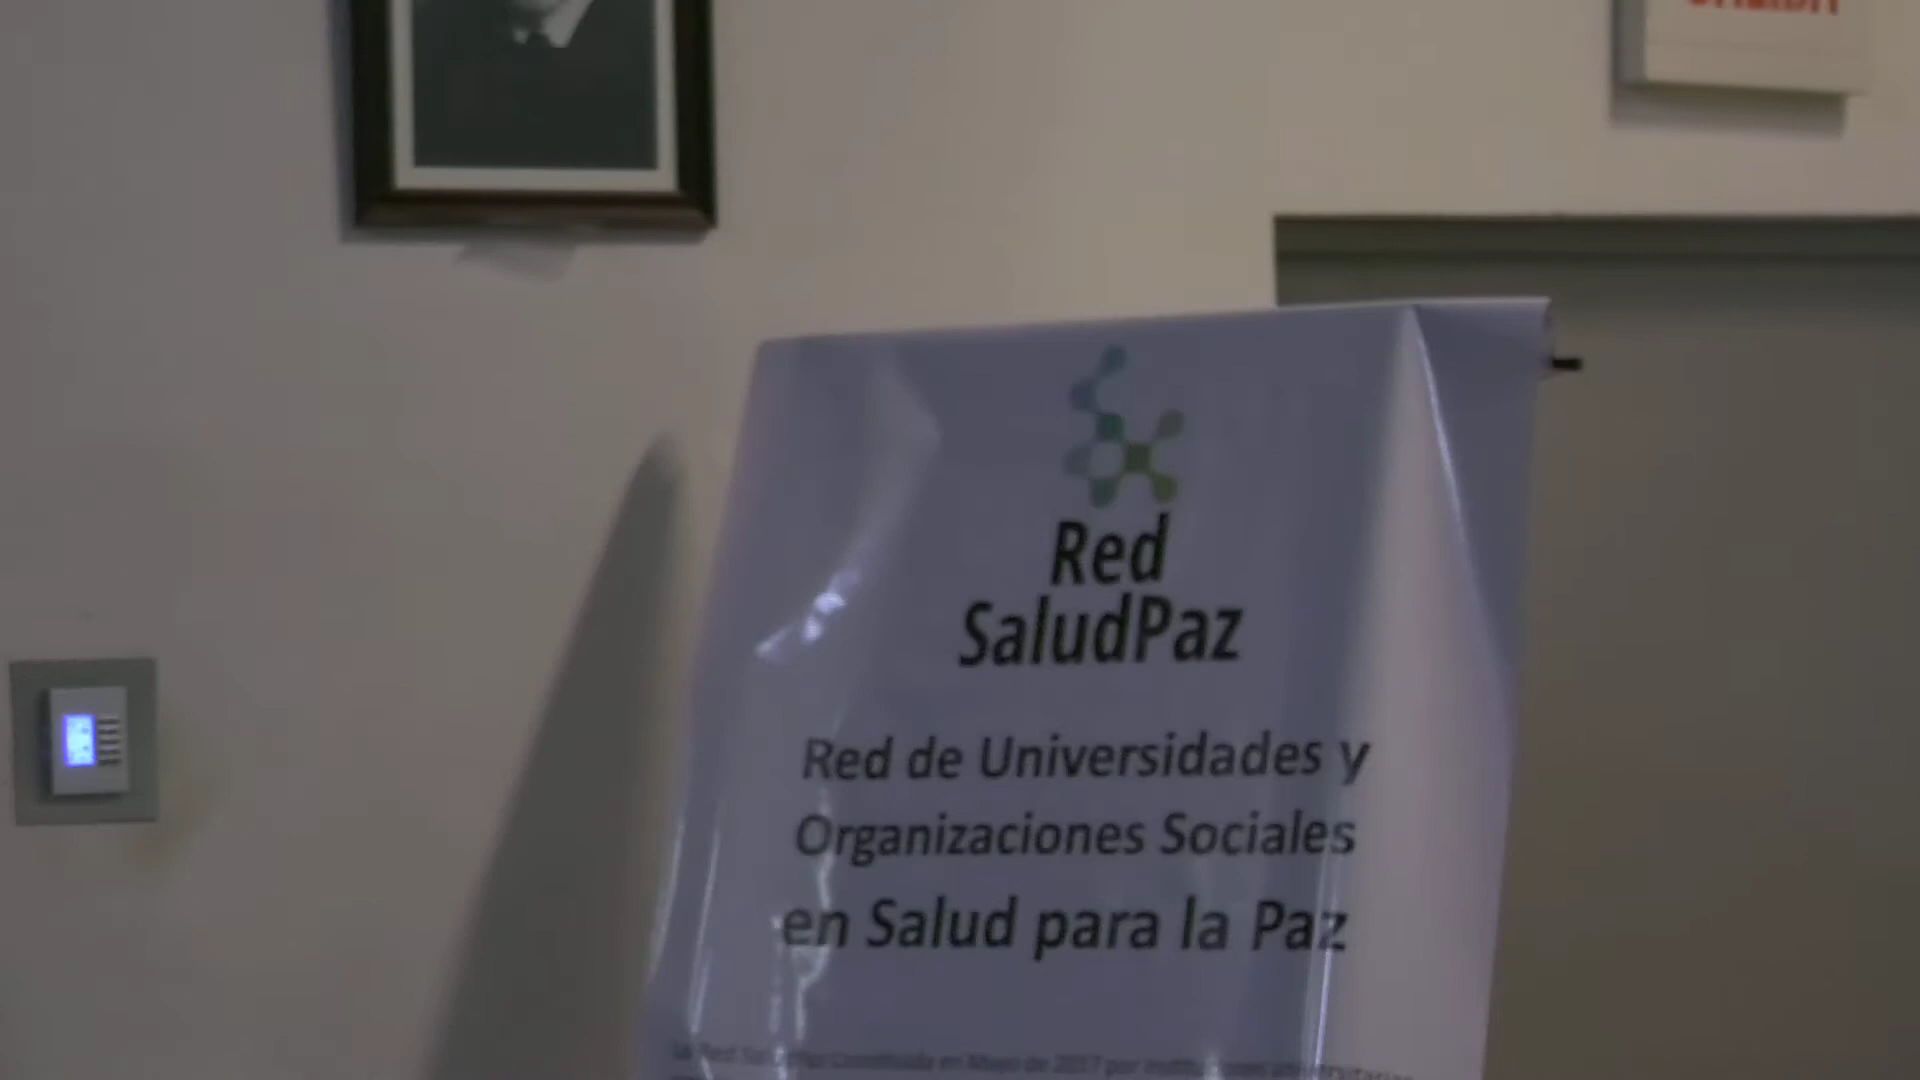 Red
SaludPaz
Red de Universidades y
Organizaciones Sociales
en Salud para la Paz